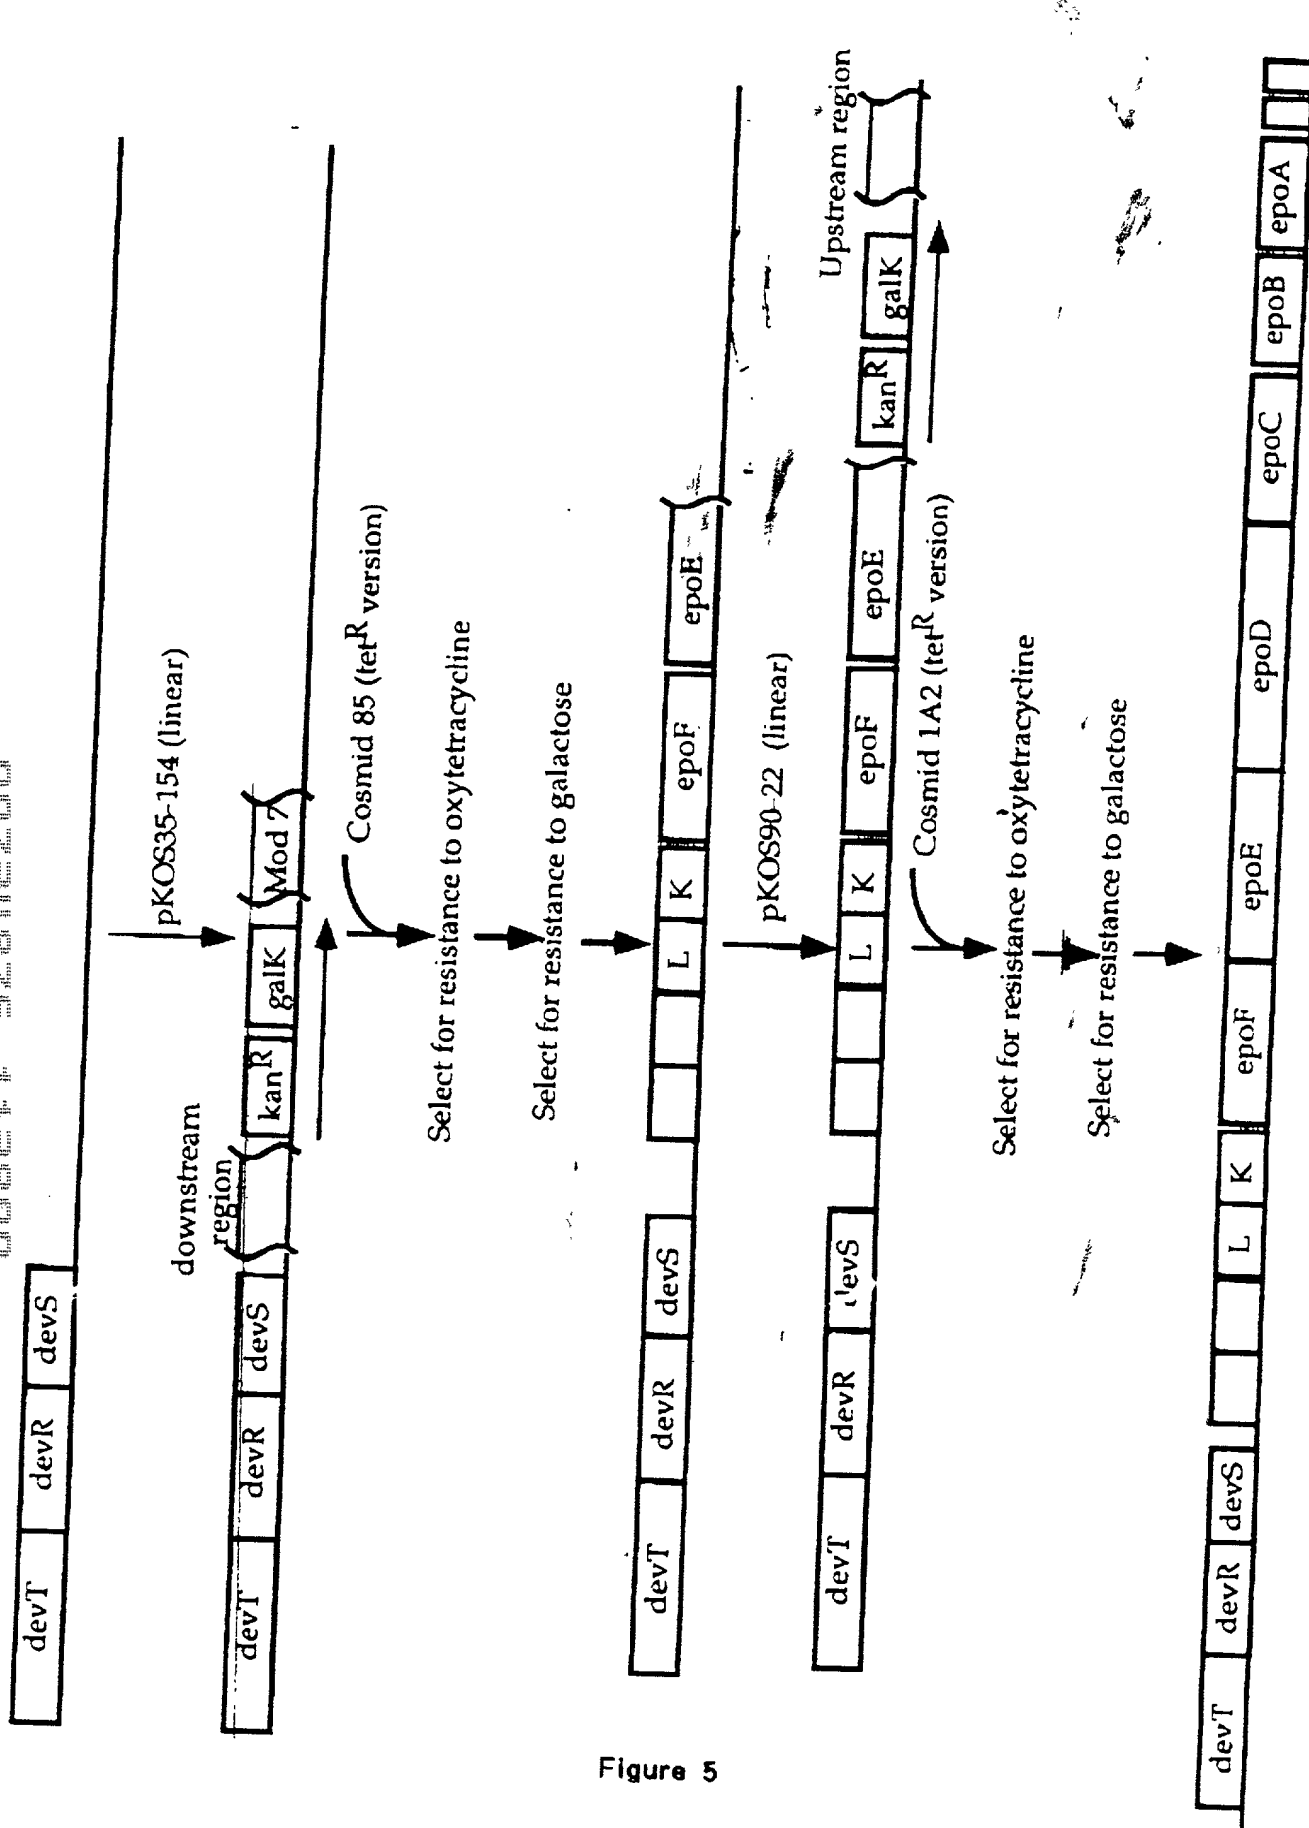 devT devR devS
pKOS35-154 (linear)
downstream
region
devT devR devS kanR galK Mod 7
Cosmid 85 (tetR version)
Select for resistance to oxytetracycline
Select for resistance to galactose
devT devR devS L K epoF epoE
pKOS90-22 (linear)
Upstream region
devT devR devS L K epoF epoE kanR galK
Cosmid 1A2 (tetR version)
Select for resistance to oxytetracycline
Select for resistance to galactose
devT devR devS L K epoF epoE epoD epoC epoB epoA
Figure 5